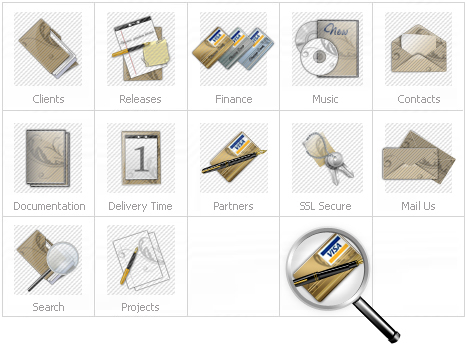 VISA VISA VISA
New
Clients Releases Finance Music Contacts
1
VISA
Documentation Delivery Time Partners SSL Secure Mail Us
VISA
Search Projects